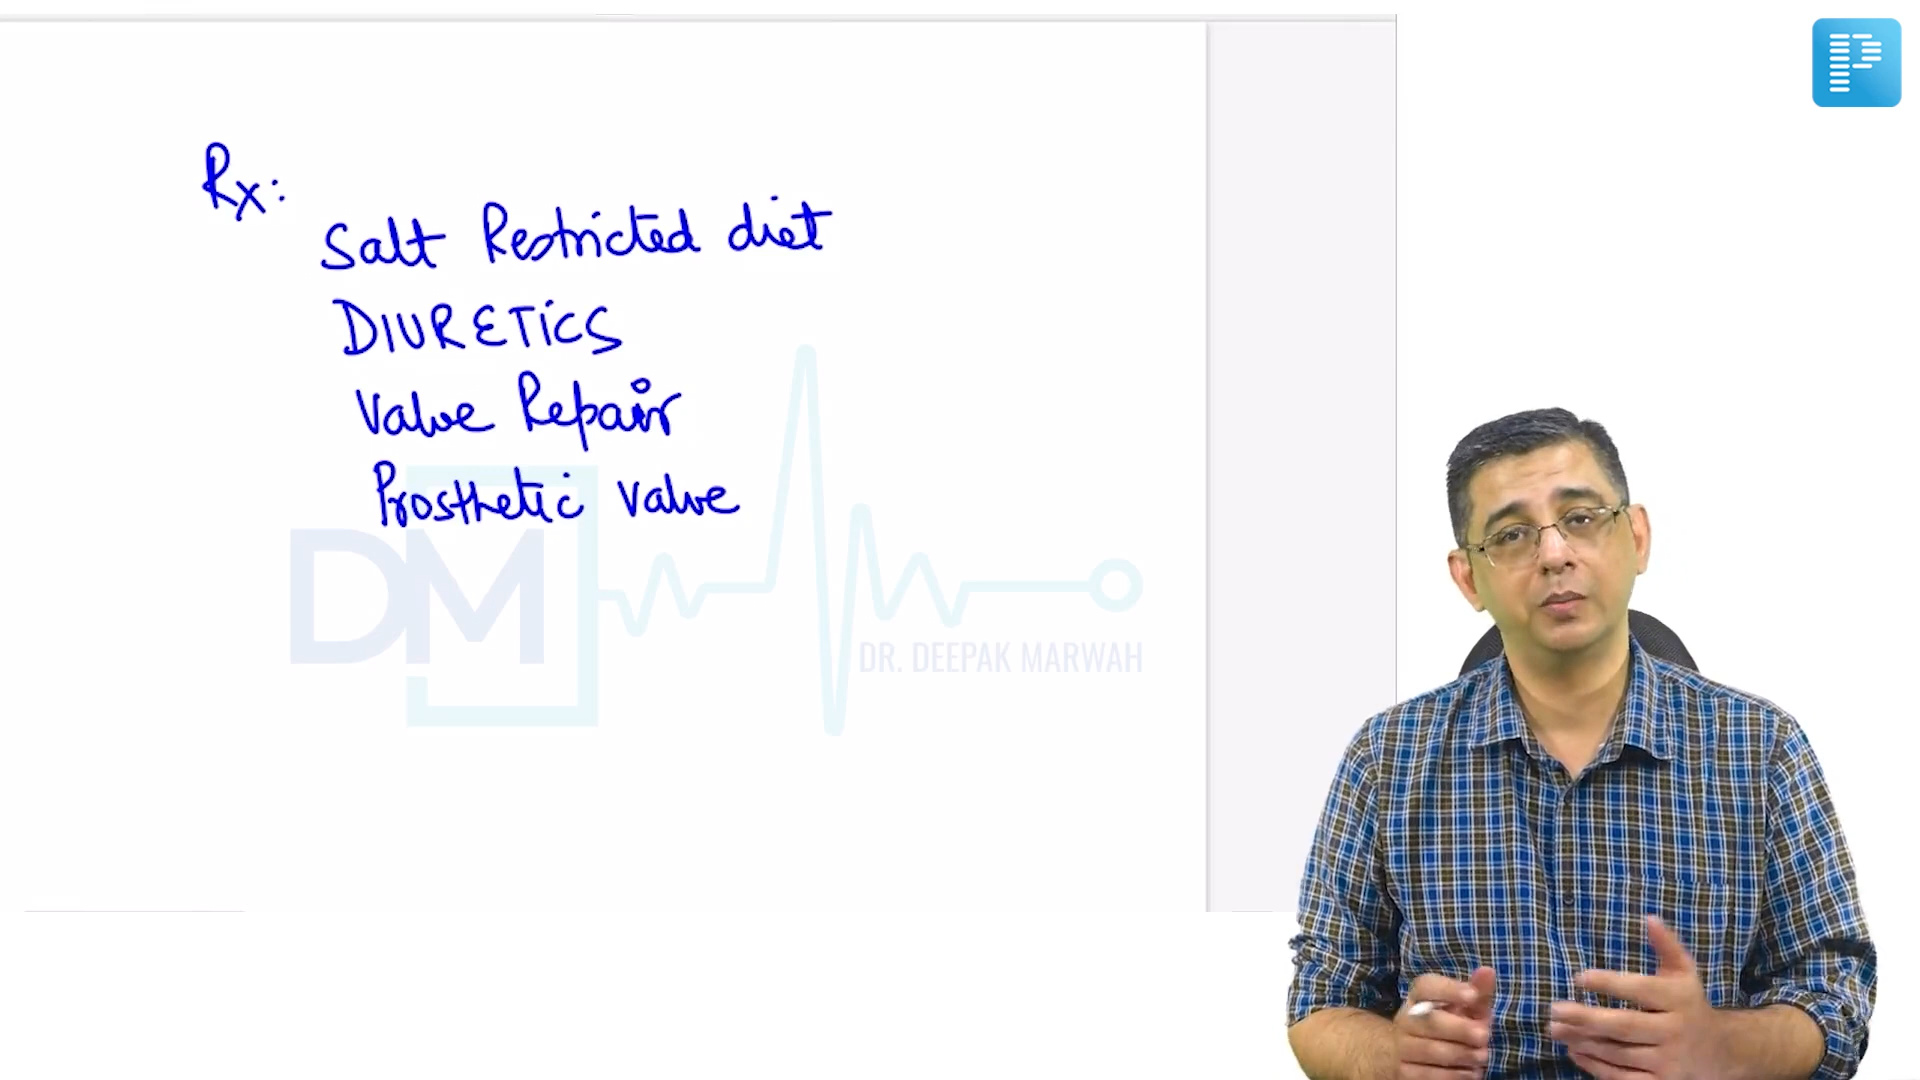 Rx:
Salt Restricted diet
DIURETICS
Valve Repair
Prosthetic valve
DM
DR. DEEPAK MARWAH
P